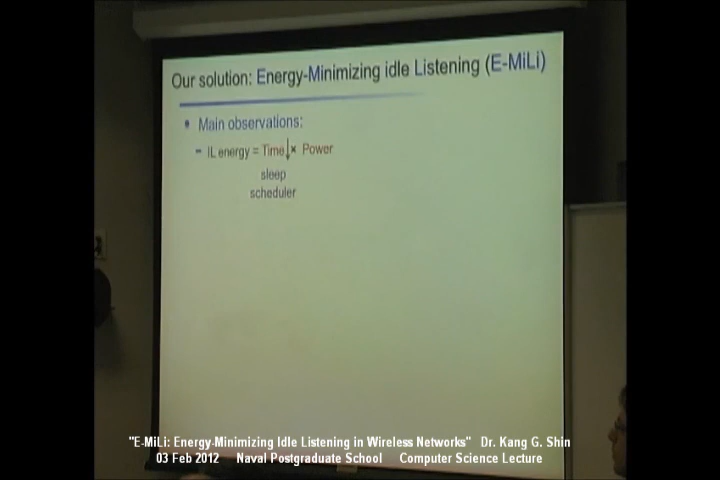 Our solution: Energy-Minimizing idle Listening (E-MiLi)
• Main observations:
– IL energy = Time↓× Power
sleep
scheduler
"E-MiLi: Energy-Minimizing Idle Listening in Wireless Networks" Dr. Kang G. Shin
03 Feb 2012 Naval Postgraduate School Computer Science Lecture